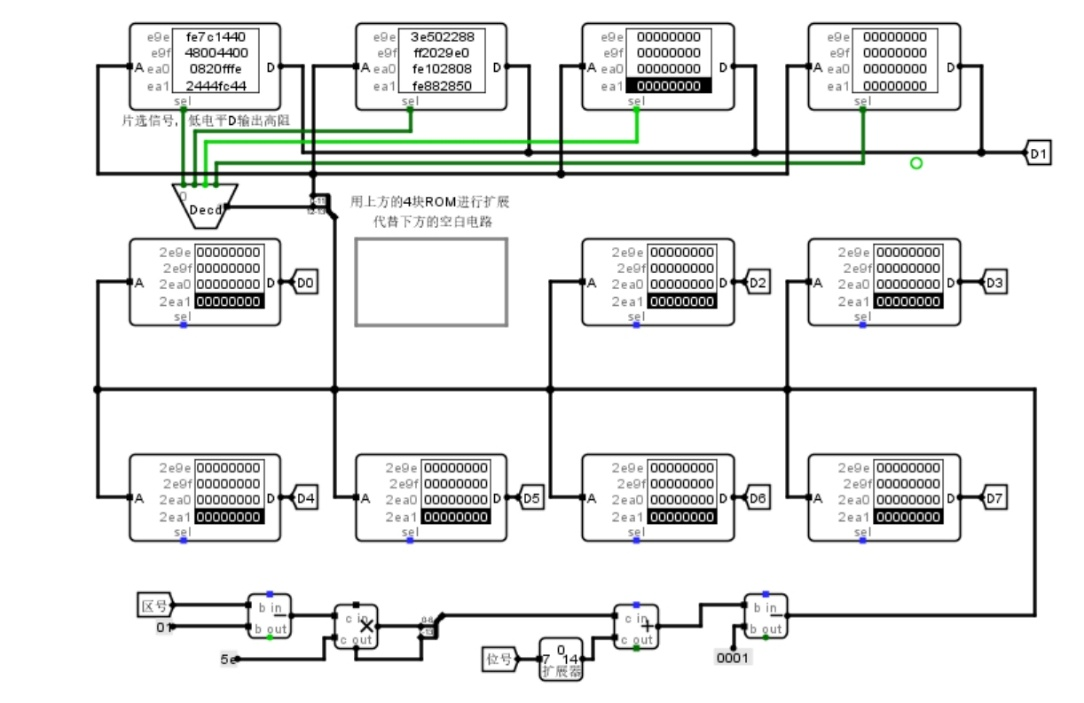 e9e fe7c1440
e9f 48004400
A ea0 0820fffe D
ea1 2444fc44
sel
e9e 3e502288
e9f ff2029e0
A ea0 fe102808 D
ea1 fe882850
sel
e9e 00000000
e9f 00000000
A ea0 00000000 D
ea1 00000000
sel
e9e 00000000
e9f 00000000
A ea0 00000000 D
ea1 00000000
sel
片选信号,低电平D输出高阻
D1
0
Decd
用上方的4块ROM进行扩展
代替下方的空白电路
2e9e 00000000
2e9f 00000000
A 2ea0 00000000 D D0
2ea1 00000000
sel
2e9e 00000000
2e9f 00000000
A 2ea0 00000000 D D2
2ea1 00000000
sel
2e9e 00000000
2e9f 00000000
A 2ea0 00000000 D D3
2ea1 00000000
sel
2e9e 00000000
2e9f 00000000
A 2ea0 00000000 D D4
2ea1 00000000
sel
2e9e 00000000
2e9f 00000000
A 2ea0 00000000 D D5
2ea1 00000000
sel
2e9e 00000000
2e9f 00000000
A 2ea0 00000000 D D6
2ea1 00000000
sel
2e9e 00000000
2e9f 00000000
A 2ea0 00000000 D D7
2ea1 00000000
sel
区号
01
b in
−
b out
5e
c in
×
c out
0-6
位号
0
7 14
扩展器
c in
+
c out
b in
−
b out
0001